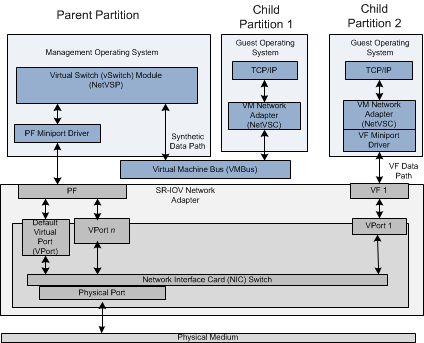 Parent Partition
Child
Partition 1
Child
Partition 2
Management Operating System
Virtual Switch (vSwitch) Module
(NetVSP)
PF Miniport Driver
Synthetic
Data Path
Guest Operating
System
TCP/IP
VM Network
Adapter
(NetVSC)
Guest Operating
System
TCP/IP
VM Network
Adapter
(NetVSC)
VF Miniport
Driver
Virtual Machine Bus (VMBus)
VF Data
Path
PF
SR-IOV Network
Adapter
VF 1
Default
Virtual
Port
(VPort)
VPort n
VPort 1
Network Interface Card (NIC) Switch
Physical Port
Physical Medium